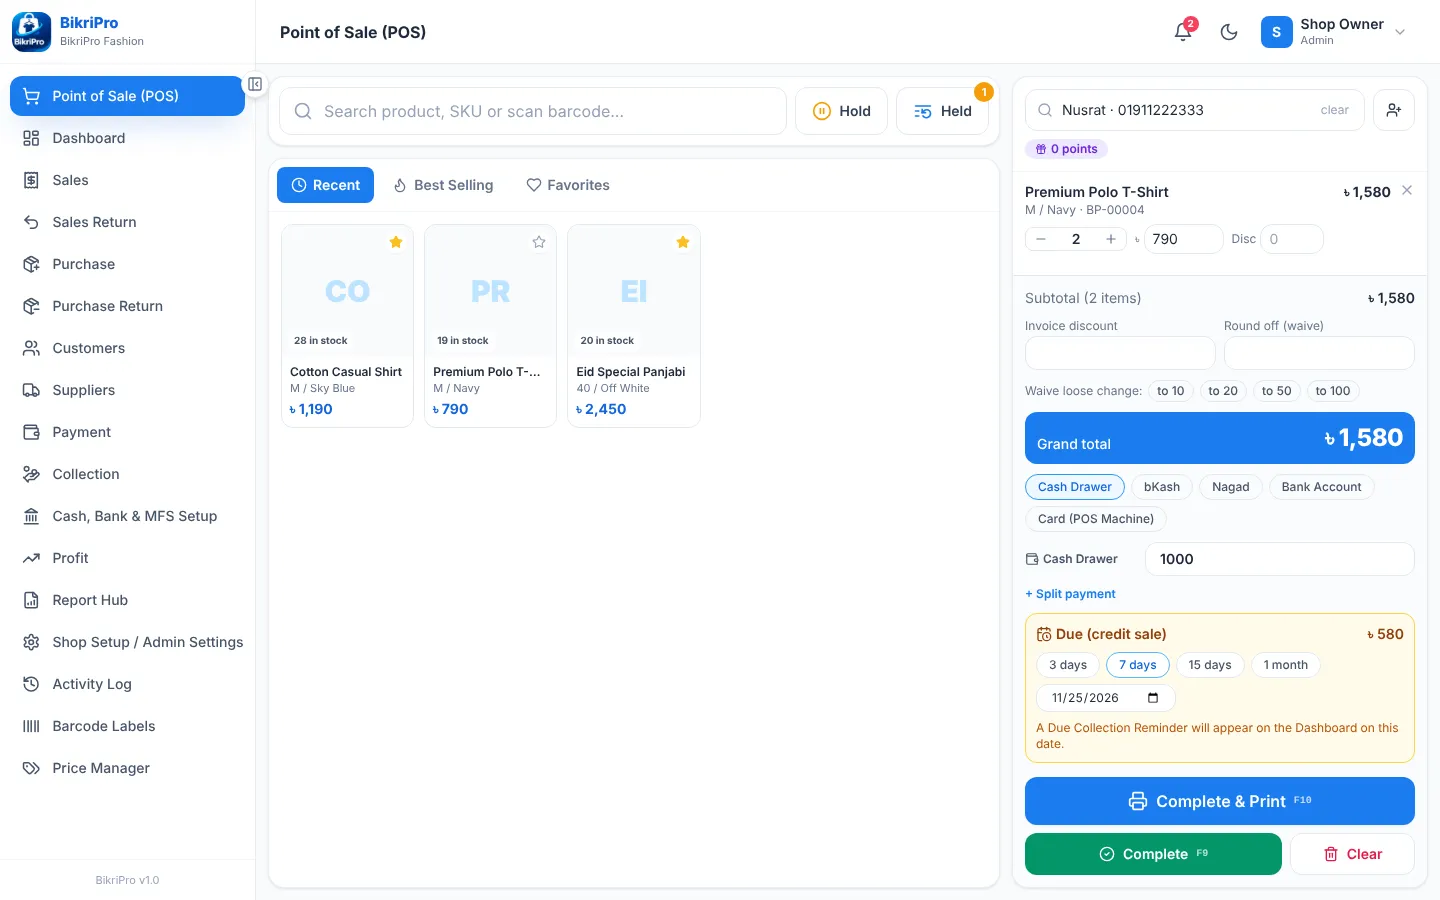 BikriPro
BikriPro
BikriPro Fashion
Point of Sale (POS)
Dashboard
Sales
Sales Return
Purchase
Purchase Return
Customers
Suppliers
Payment
Collection
Cash, Bank & MFS Setup
Profit
Report Hub
Shop Setup / Admin Settings
Activity Log
Barcode Labels
Price Manager
BikriPro v1.0
Point of Sale (POS)
2
S
Shop Owner
Admin
Search product, SKU or scan barcode...
Hold
Held
1
Recent
Best Selling
Favorites
CO
28 in stock
Cotton Casual Shirt
M / Sky Blue
৳ 1,190
PR
19 in stock
Premium Polo T-...
M / Navy
৳ 790
EI
20 in stock
Eid Special Panjabi
40 / Off White
৳ 2,450
Nusrat · 01911222333
clear
0 points
Premium Polo T-Shirt
৳ 1,580
M / Navy · BP-00004
− 2 + ৳ 790 Disc 0
Subtotal (2 items) ৳ 1,580
Invoice discount
Round off (waive)
Waive loose change: to 10 to 20 to 50 to 100
Grand total ৳ 1,580
Cash Drawer bKash Nagad Bank Account
Card (POS Machine)
Cash Drawer 1000
+ Split payment
Due (credit sale) ৳ 580
3 days 7 days 15 days 1 month
11/25/2026
A Due Collection Reminder will appear on the Dashboard on this
date.
Complete & Print F10
Complete F9
Clear